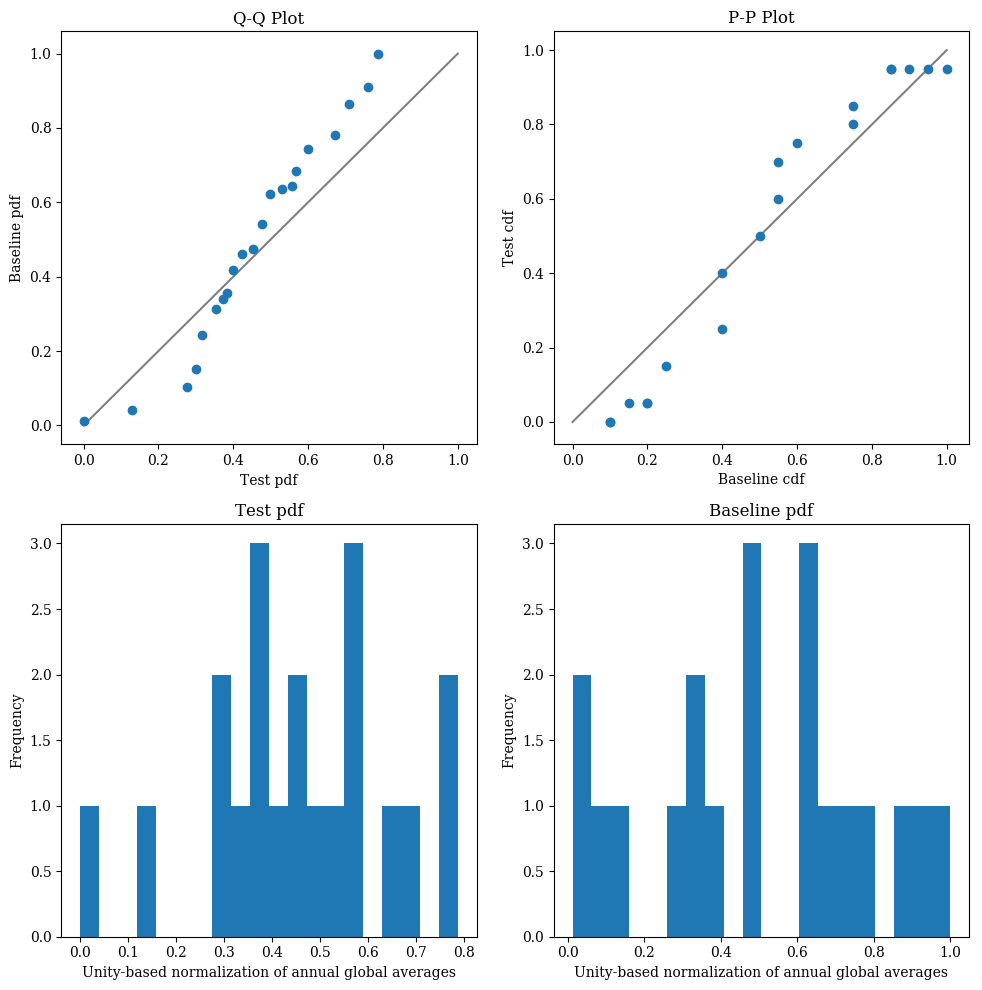 Q-Q Plot
Baseline pdf
1.0
0.8
0.6
0.4
0.2
0.0
0.0 0.2 0.4 0.6 0.8 1.0
Test pdf
P-P Plot
Test cdf
1.0
0.8
0.6
0.4
0.2
0.0
0.0 0.2 0.4 0.6 0.8 1.0
Baseline cdf
Test pdf
Frequency
3.0
2.5
2.0
1.5
1.0
0.5
0.0
0.0 0.1 0.2 0.3 0.4 0.5 0.6 0.7 0.8
Unity-based normalization of annual global averages
Baseline pdf
Frequency
3.0
2.5
2.0
1.5
1.0
0.5
0.0
0.0 0.2 0.4 0.6 0.8 1.0
Unity-based normalization of annual global averages